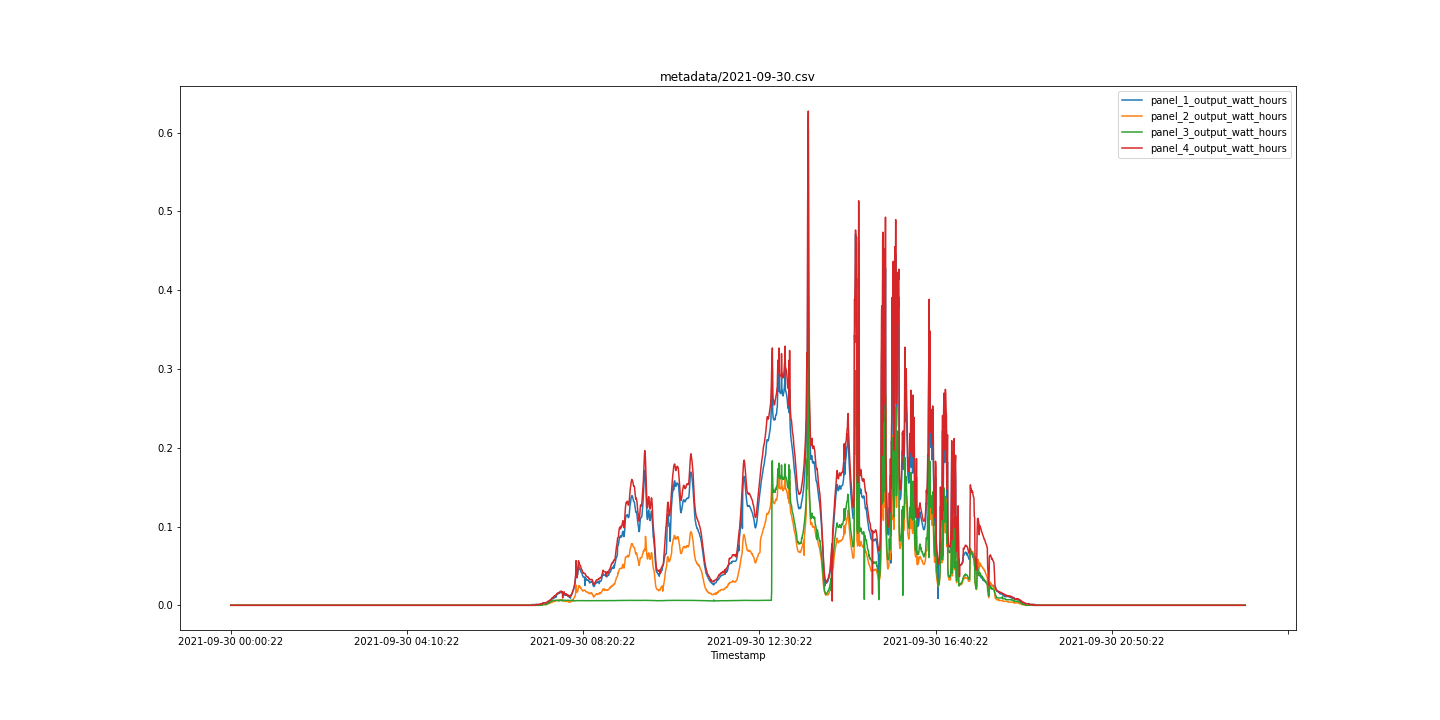 metadata/2021-09-30.csv
panel_1_output_watt_hours
panel_2_output_watt_hours
panel_3_output_watt_hours
panel_4_output_watt_hours
0.6
0.5
0.4
0.3
0.2
0.1
0.0
2021-09-30 00:00:22 2021-09-30 04:10:22 2021-09-30 08:20:22 2021-09-30 12:30:22 2021-09-30 16:40:22 2021-09-30 20:50:22
Timestamp